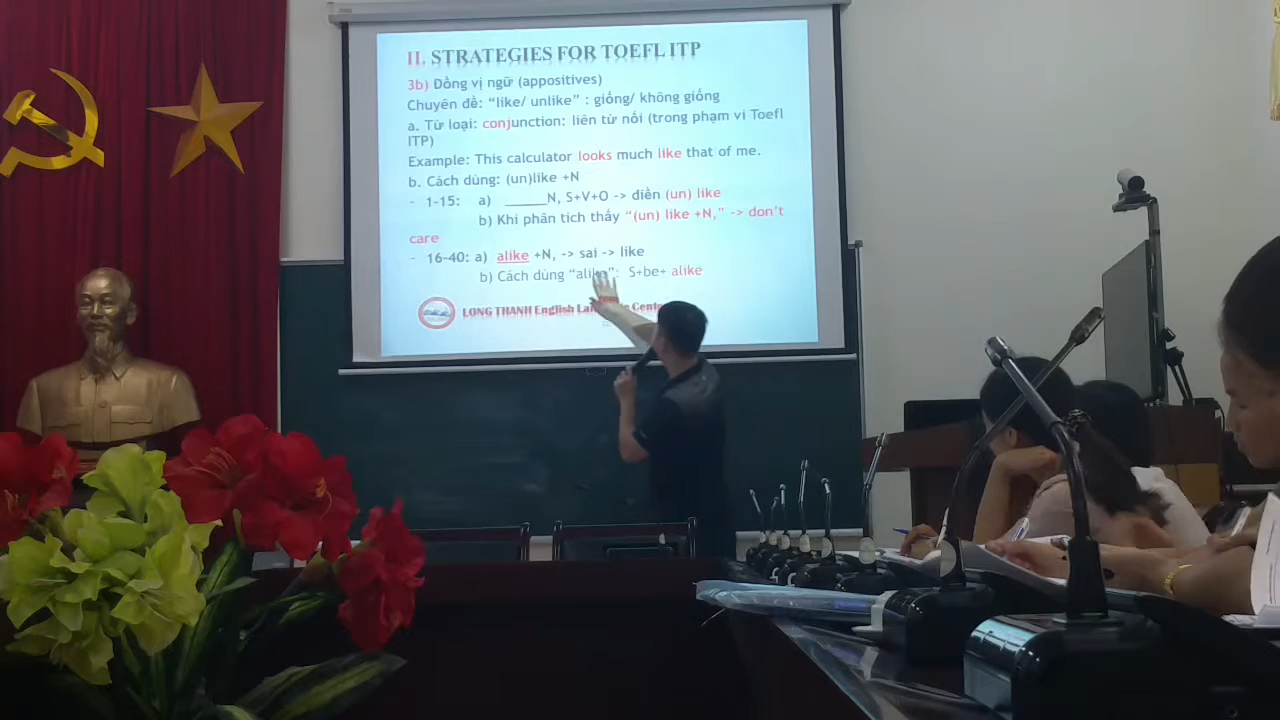 II. STRATEGIES FOR TOEFL ITP
3b) Đồng vị ngữ (appositives)
Chuyên đề: "like/ unlike" : giống/ không giống
a. Từ loại: conjunction: liên từ nối (trong phạm vi Toefl
ITP)
Example: This calculator looks much like that of me.
b. Cách dùng: (un)like +N
- 1-15: a) ______N, S+V+O -> điền (un) like
b) Khi phân tích thấy "(un) like +N," -> don't
care
- 16-40: a) alike +N, -> sai -> like
b) Cách dùng "alike": S+be+ alike
LONG THANH English